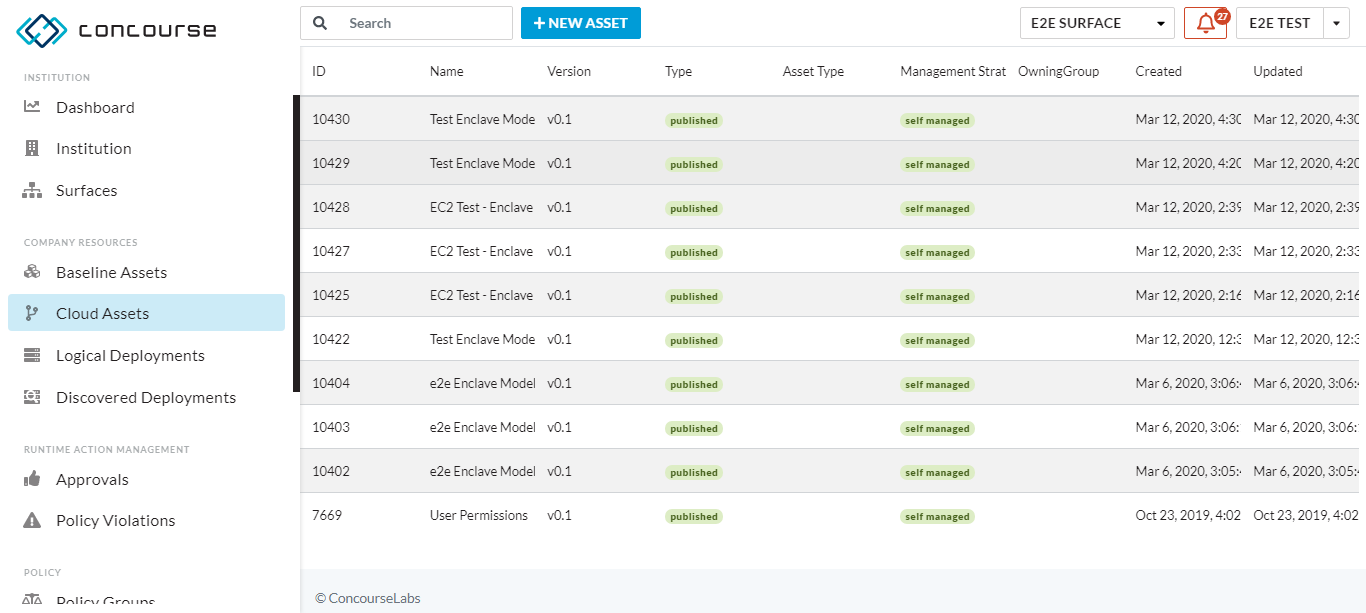 concourse
Search
NEW ASSET
E2E SURFACE
27
E2E TEST
INSTITUTION
Dashboard
Institution
Surfaces
COMPANY RESOURCES
Baseline Assets
Cloud Assets
Logical Deployments
Discovered Deployments
RUNTIME ACTION MANAGEMENT
Approvals
Policy Violations
POLICY
Policy Groups
ID Name Version Type Asset Type Management Strat OwningGroup Created Updated
10430 Test Enclave Mode v0.1 published self managed Mar 12, 2020, 4:30 Mar 12, 2020, 4:30
10429 Test Enclave Mode v0.1 published self managed Mar 12, 2020, 4:20 Mar 12, 2020, 4:20
10428 EC2 Test - Enclave v0.1 published self managed Mar 12, 2020, 2:39 Mar 12, 2020, 2:39
10427 EC2 Test - Enclave v0.1 published self managed Mar 12, 2020, 2:33 Mar 12, 2020, 2:33
10425 EC2 Test - Enclave v0.1 published self managed Mar 12, 2020, 2:16 Mar 12, 2020, 2:16
10422 Test Enclave Mode v0.1 published self managed Mar 12, 2020, 12:3 Mar 12, 2020, 12:3
10404 e2e Enclave Model v0.1 published self managed Mar 6, 2020, 3:06: Mar 6, 2020, 3:06:
10403 e2e Enclave Model v0.1 published self managed Mar 6, 2020, 3:06: Mar 6, 2020, 3:06:
10402 e2e Enclave Model v0.1 published self managed Mar 6, 2020, 3:05: Mar 6, 2020, 3:05:
7669 User Permissions v0.1 published self managed Oct 23, 2019, 4:02 Oct 23, 2019, 4:02
© ConcourseLabs